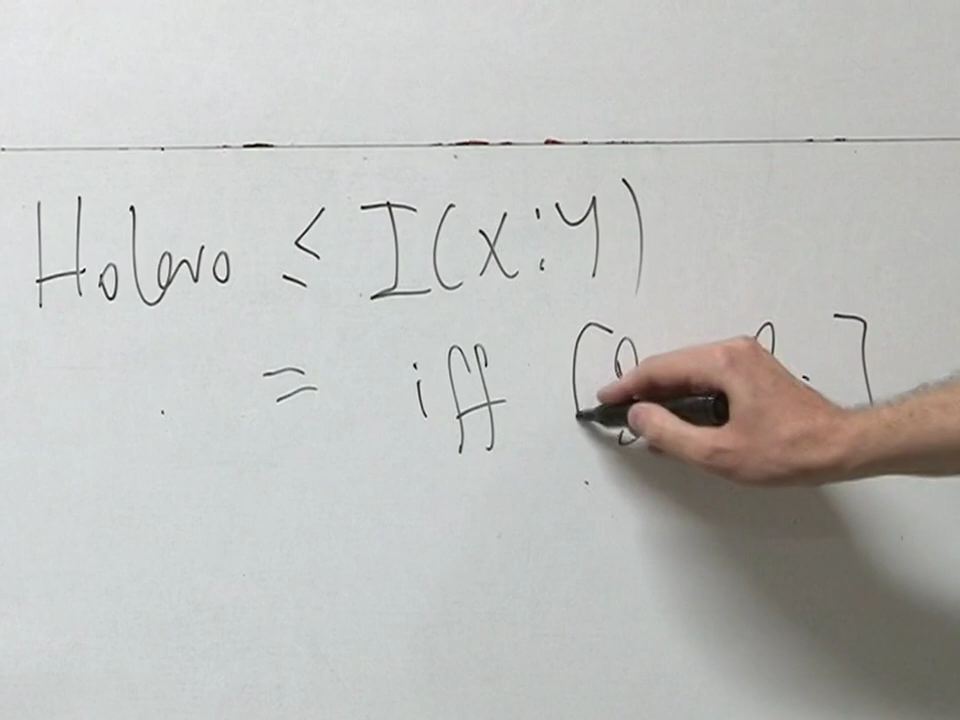 Holevo ≤ I(X:Y)
= iff [